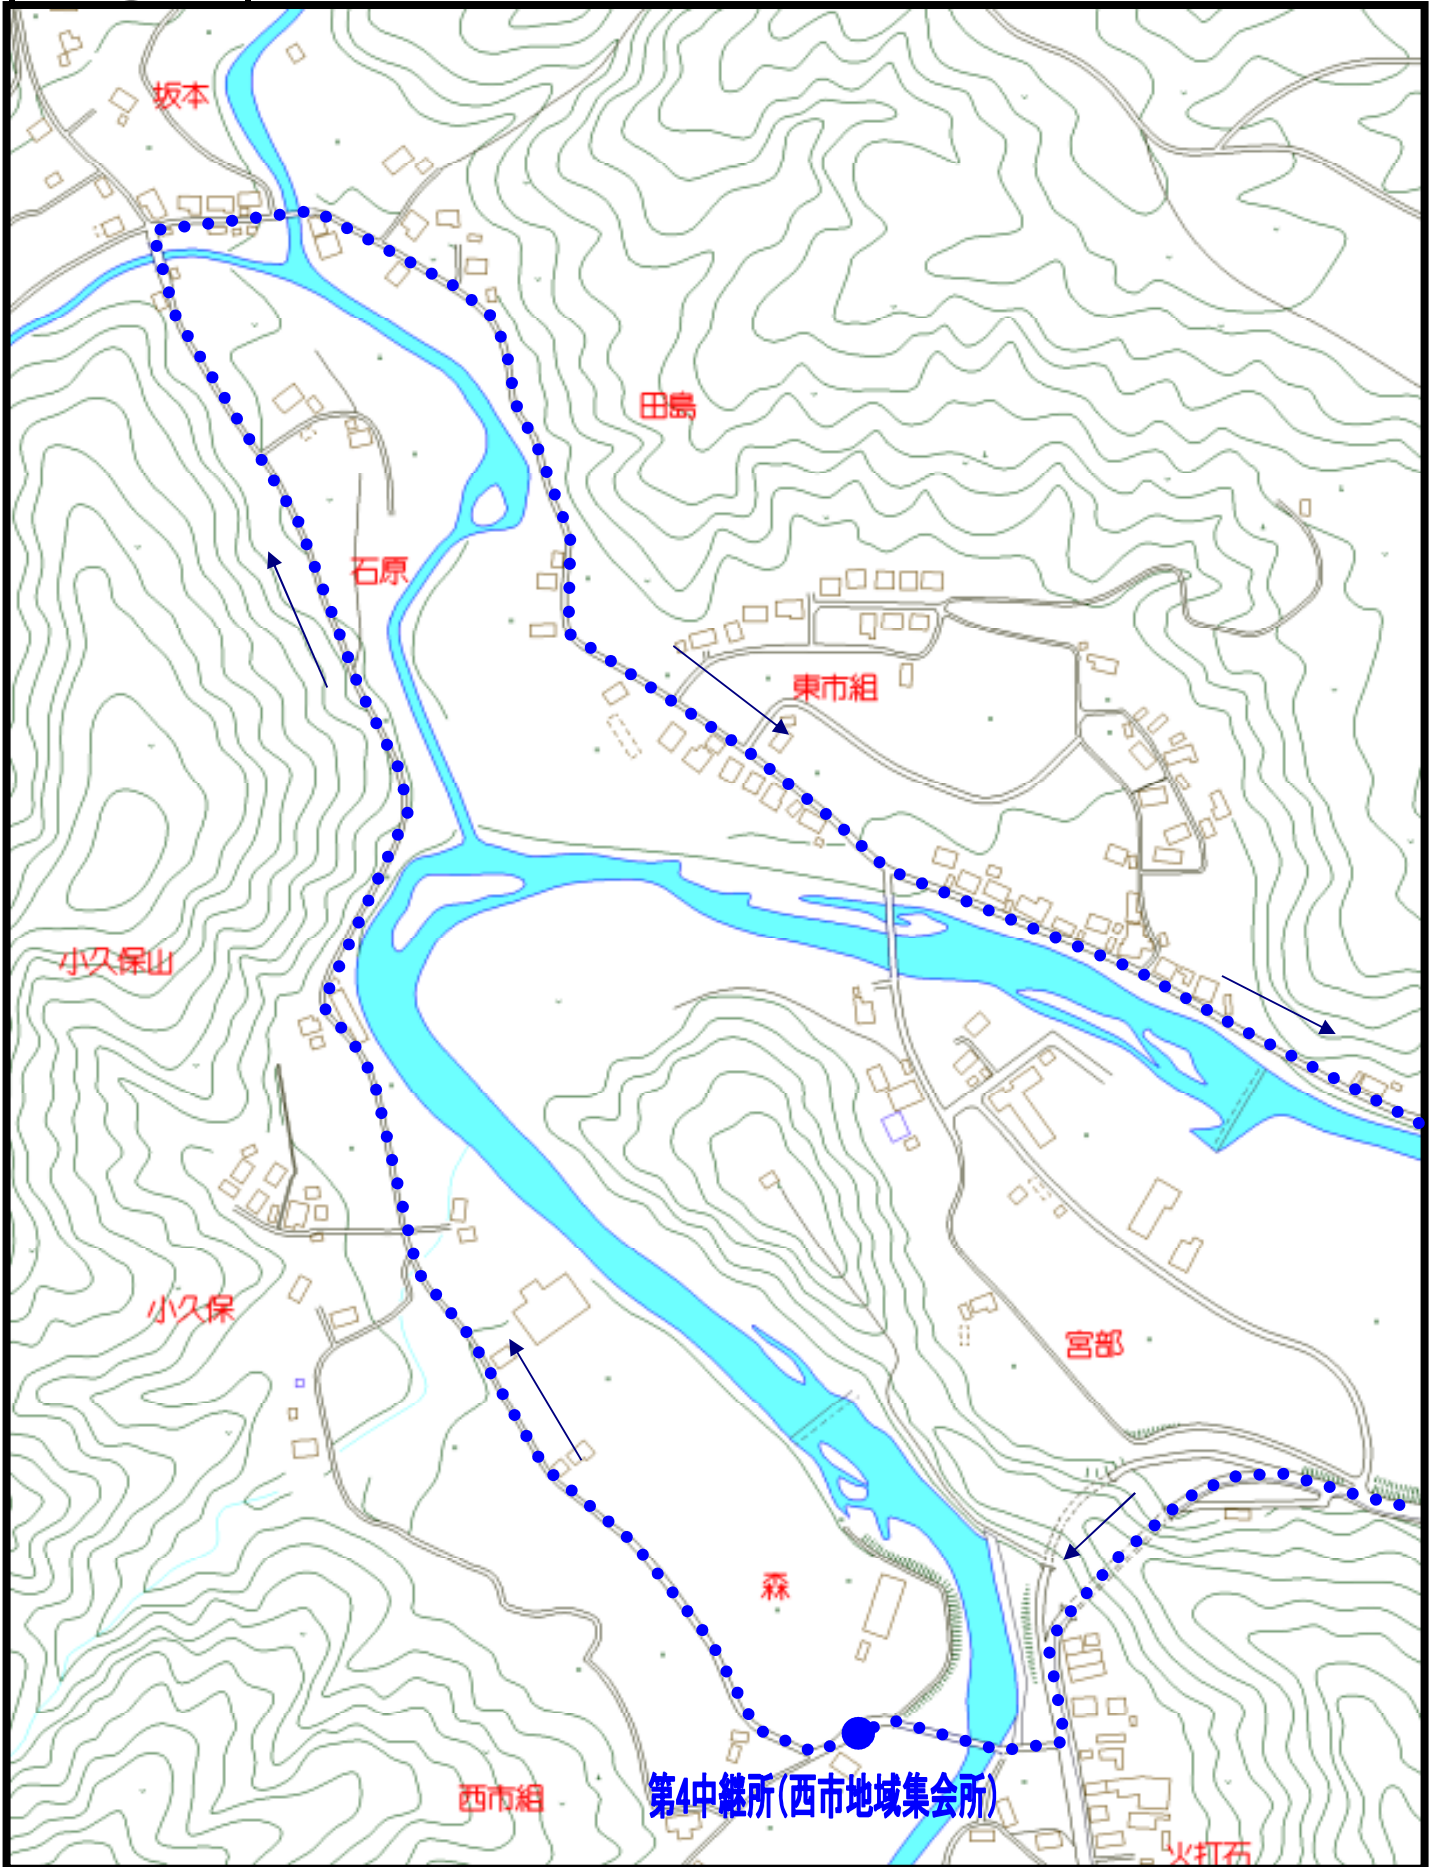 坂本
田島
石原
東市組
小久保山
小久保
宮部
森
第4中継所(西市地域集会所)
西市組
火打石